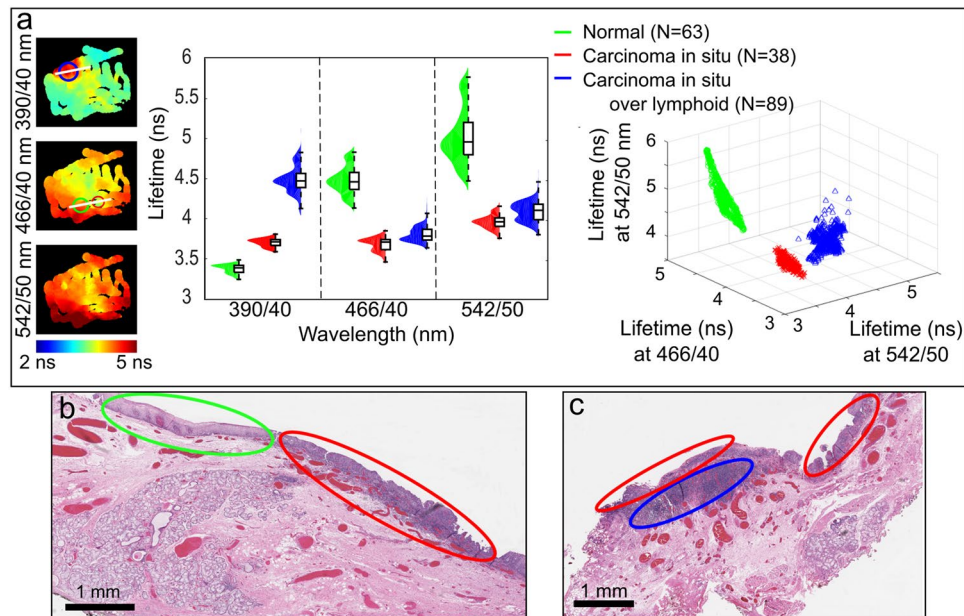 a
390/40 nm
466/40 nm
542/50 nm
2 ns
5 ns
Lifetime (ns)
6
5.5
5
4.5
4
3.5
3
390/40
466/40
542/50
Wavelength (nm)
Normal (N=63)
Carcinoma in situ (N=38)
Carcinoma in situ
over lymphoid (N=89)
Lifetime (ns)
at 542/50 nm
6
5
4
5
4
3
3
4
5
Lifetime (ns)
at 466/40
Lifetime (ns)
at 542/50
b
1 mm
c
1 mm